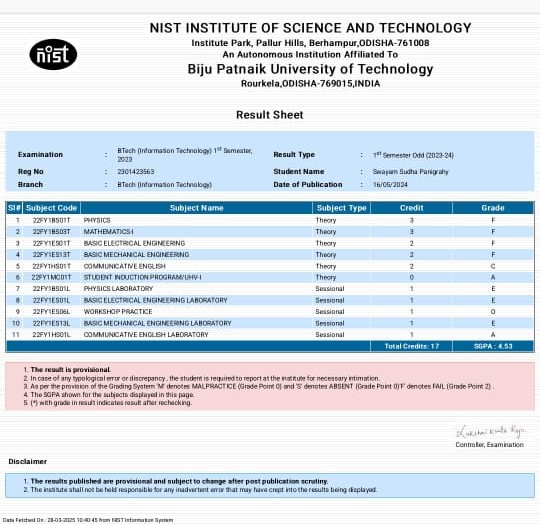 NIST INSTITUTE OF SCIENCE AND TECHNOLOGY
Institute Park, Pallur Hills, Berhampur,ODISHA-761008
An Autonomous Institution Affiliated To
Biju Patnaik University of Technology
Rourkela,ODISHA-769015,INDIA
nist
Result Sheet
Examination : BTech (Information Technology) 1st Semester, 2023 Result Type : 1st Semester Odd (2023-24)
Reg No : 2301423563 Student Name : Swayam Sudha Panigrahy
Branch : BTech (Information Technology) Date of Publication : 16/05/2024
Sl# Subject Code Subject Name Subject Type Credit Grade
1 22FY1BS01T PHYSICS Theory 3 F
2 22FY1BS03T MATHEMATICS-I Theory 3 F
3 22FY1ES01T BASIC ELECTRICAL ENGINEERING Theory 2 F
4 22FY1ES13T BASIC MECHANICAL ENGINEERING Theory 2 F
5 22FY1HS01T COMMUNICATIVE ENGLISH Theory 2 C
6 22FY1MC01T STUDENT INDUCTION PROGRAM/UHV-I Theory 0 A
7 22FY1BS01L PHYSICS LABORATORY Sessional 1 E
8 22FY1ES01L BASIC ELECTRICAL ENGINEERING LABORATORY Sessional 1 E
9 22FY1ES06L WORKSHOP PRACTICE Sessional 1 O
10 22FY1ES13L BASIC MECHANICAL ENGINEERING LABORATORY Sessional 1 E
11 22FY1HS01L COMMUNICATIVE ENGLISH LABORATORY Sessional 1 A
Total Credits: 17 SGPA : 4.53
1. The result is provisional.
2. In case of any typological error or discrepancy , the student is required to report at the institute for necessary intimation.
3. As per the provision of the Grading System 'M' denotes MALPRACTICE (Grade Point 0) and 'S' denotes ABSENT (Grade Point 0)'F' denotes FAIL (Grade Point 2) .
4. The SGPA shown for the subjects displayed in this page.
5. (*) with grade in result indicates result after rechecking.
Controller, Examination
Disclaimer
1. The results published are provisional and subject to change after post publication scrutiny.
2. The institute shall not be held responsible for any inadvertent error that may have crept into the results being displayed.
Data Fetched On : 28-03-2025 10:40:45 from NIST Information System